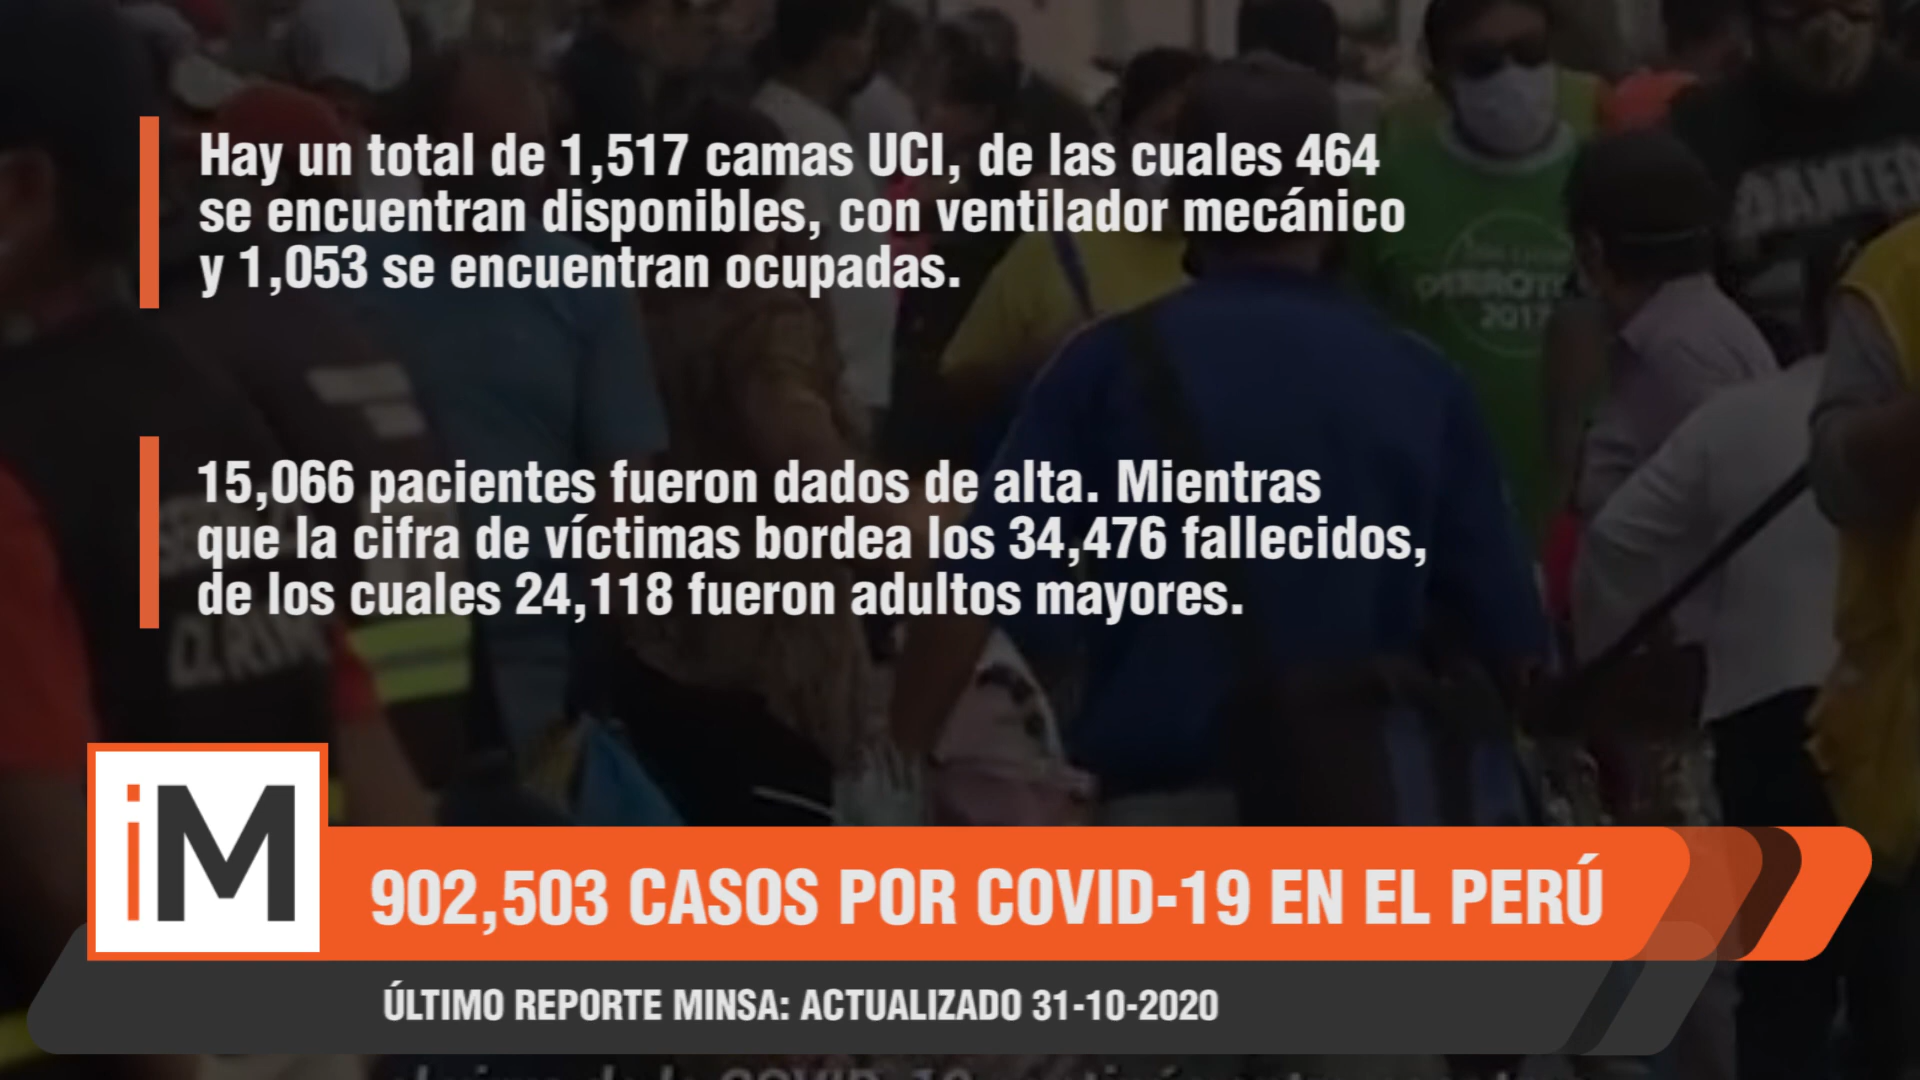 Hay un total de 1,517 camas UCI, de las cuales 464
se encuentran disponibles, con ventilador mecánico
y 1,053 se encuentran ocupadas.
15,066 pacientes fueron dados de alta. Mientras
que la cifra de víctimas bordea los 34,476 fallecidos,
de los cuales 24,118 fueron adultos mayores.
iM
902,503 CASOS POR COVID-19 EN EL PERÚ
ÚLTIMO REPORTE MINSA: ACTUALIZADO 31-10-2020
2017